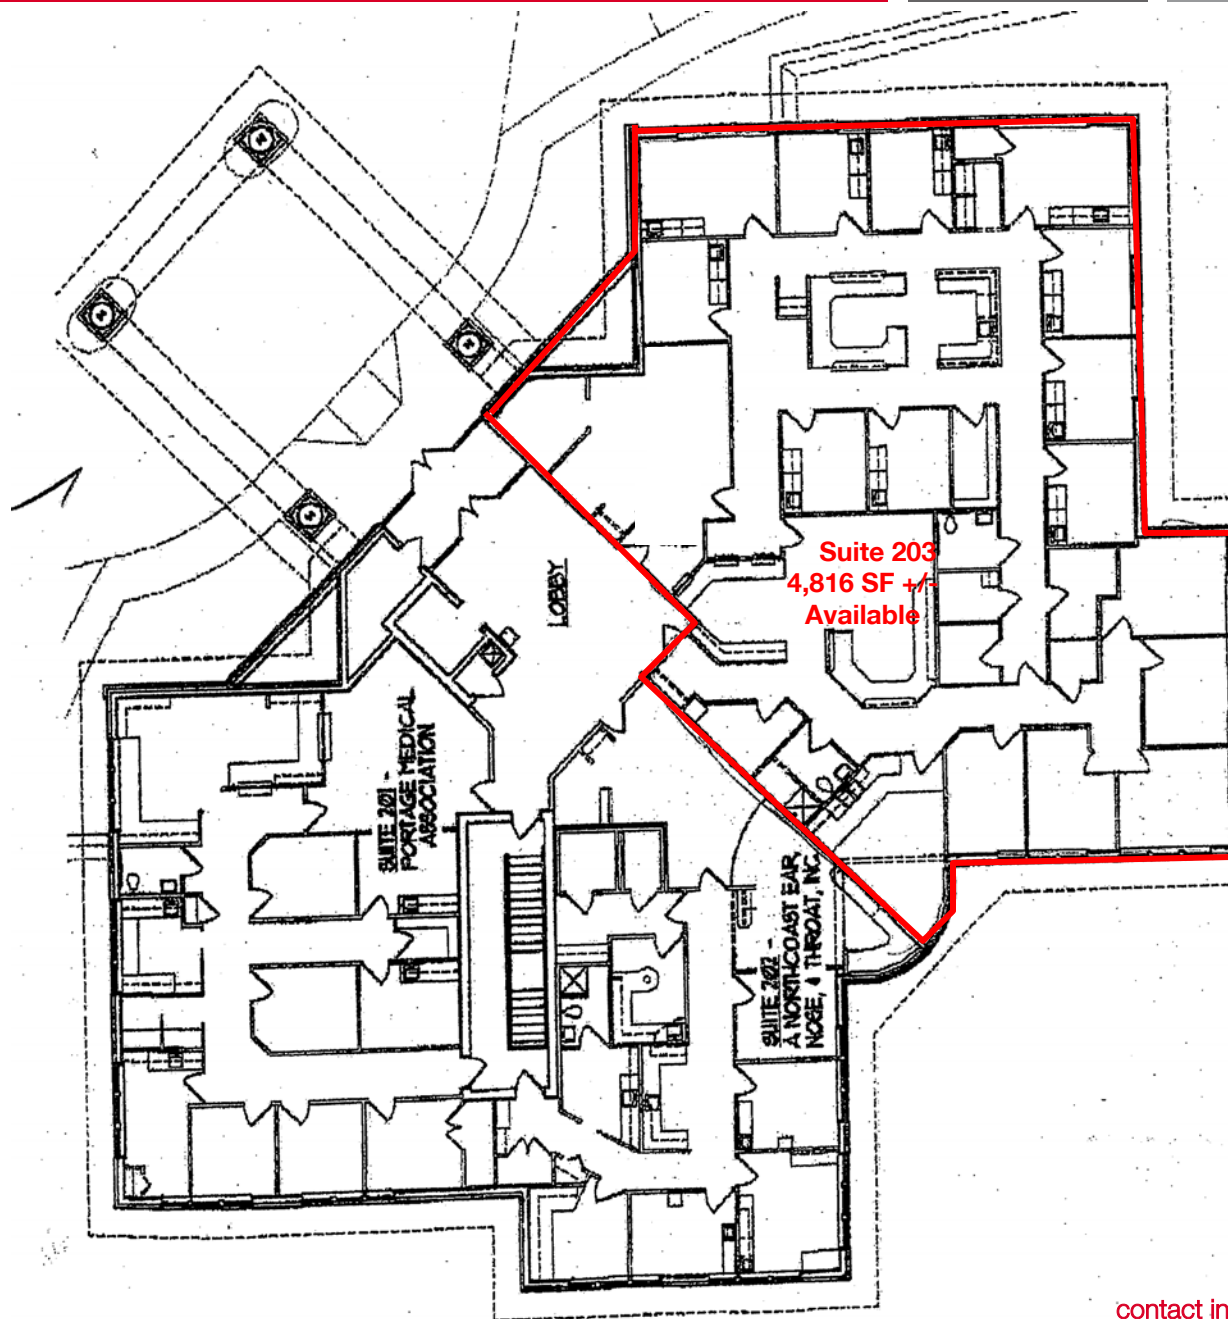 Suite 203
4,816 SF +/-
Available
LOBBY
SUITE 201 -
PORTAGE MEDICAL
ASSOCIATION
SUITE 202 -
A NORTHCOAST EAR,
NOSE, & THROAT, INC.
contact in